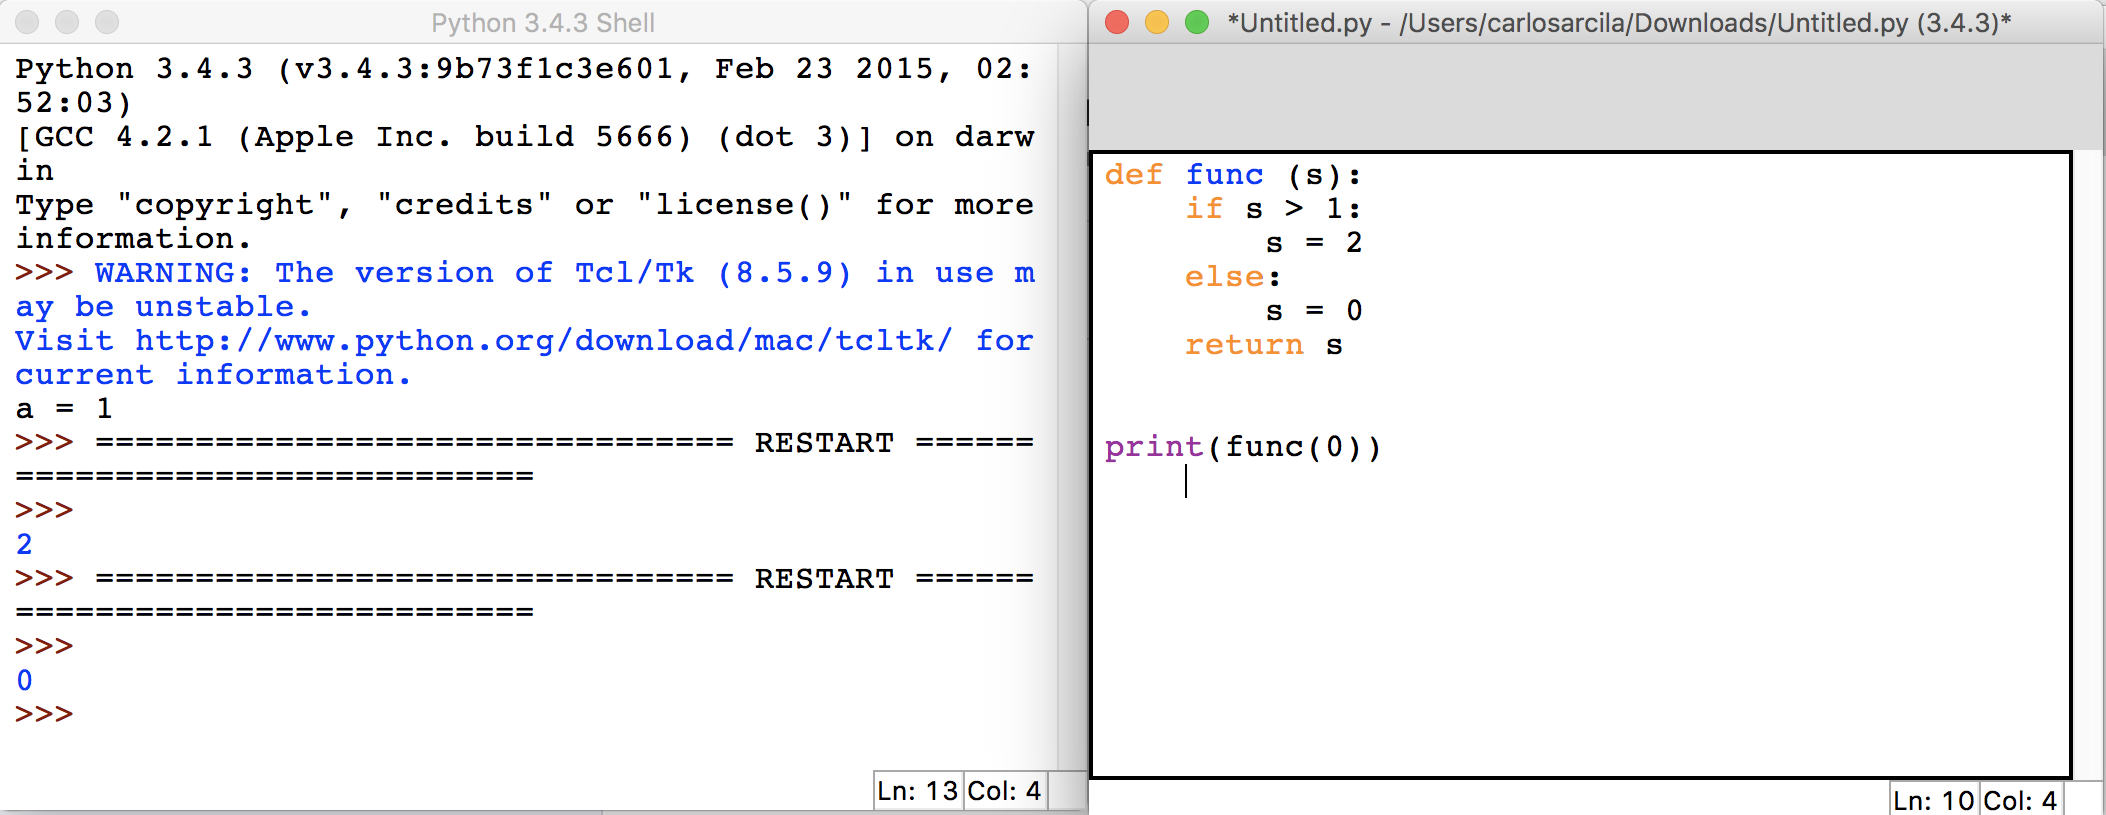 Python 3.4.3 Shell
Python 3.4.3 (v3.4.3:9b73f1c3e601, Feb 23 2015, 02:
52:03)
[GCC 4.2.1 (Apple Inc. build 5666) (dot 3)] on darw
in
Type "copyright", "credits" or "license()" for more
information.
>>> WARNING: The version of Tcl/Tk (8.5.9) in use m
ay be unstable.
Visit http://www.python.org/download/mac/tcltk/ for
current information.
a = 1
>>> ================================ RESTART ======
==========================
>>>
2
>>> ================================ RESTART ======
==========================
>>>
0
>>>
Ln: 13 Col: 4
*Untitled.py - /Users/carlosarcila/Downloads/Untitled.py (3.4.3)*
def func (s):
    if s > 1:
        s = 2
    else:
        s = 0
    return s
print(func(0))
Ln: 10 Col: 4